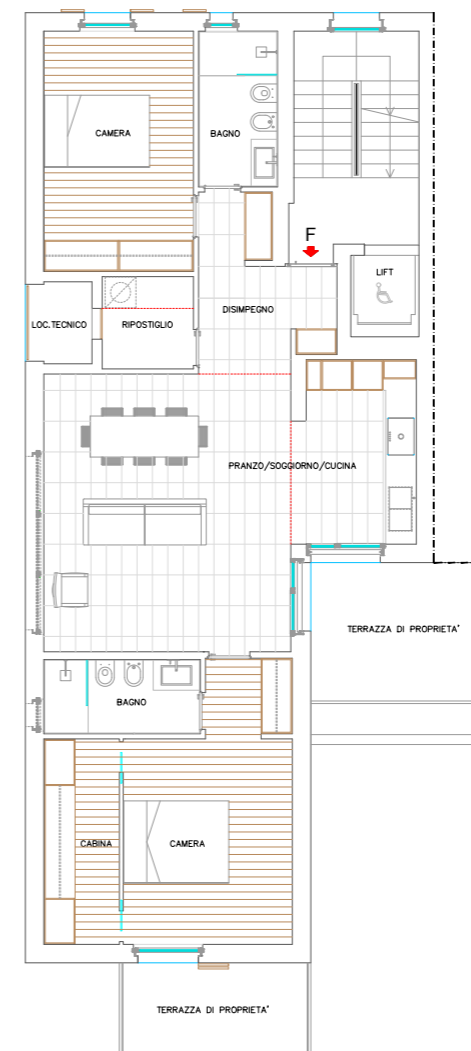 CAMERA
BAGNO
F
LIFT
DISIMPEGNO
LOC.TECNICO
RIPOSTIGLIO
PRANZO/SOGGIORNO/CUCINA
TERRAZZA DI PROPRIETA'
BAGNO
CABINA
CAMERA
TERRAZZA DI PROPRIETA'